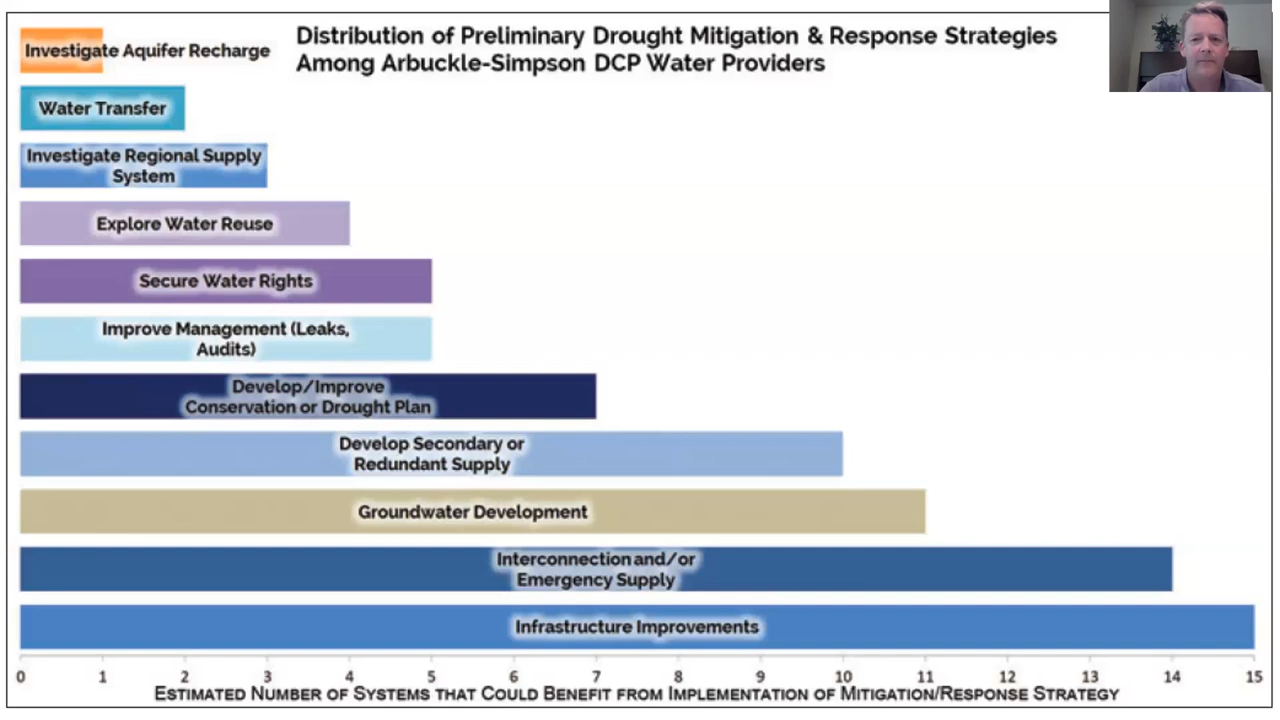 Distribution of Preliminary Drought Mitigation & Response Strategies
Among Arbuckle-Simpson DCP Water Providers
Investigate Aquifer Recharge
Water Transfer
Investigate Regional Supply
System
Explore Water Reuse
Secure Water Rights
Improve Management (Leaks,
Audits)
Develop/Improve
Conservation or Drought Plan
Develop Secondary or
Redundant Supply
Groundwater Development
Interconnection and/or
Emergency Supply
Infrastructure Improvements
0 1 2 3 4 5 6 7 8 9 10 11 12 13 14 15
ESTIMATED NUMBER OF SYSTEMS THAT COULD BENEFIT FROM IMPLEMENTATION OF MITIGATION/RESPONSE STRATEGY